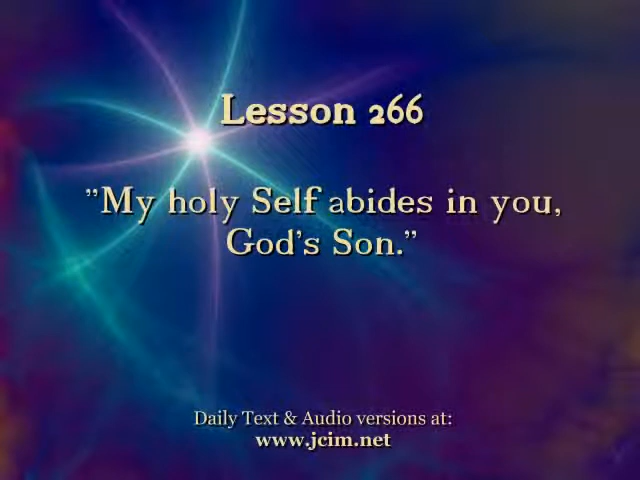 Lesson 266
"My holy Self abides in you,
God's Son."
Daily Text & Audio versions at:
www.jcim.net